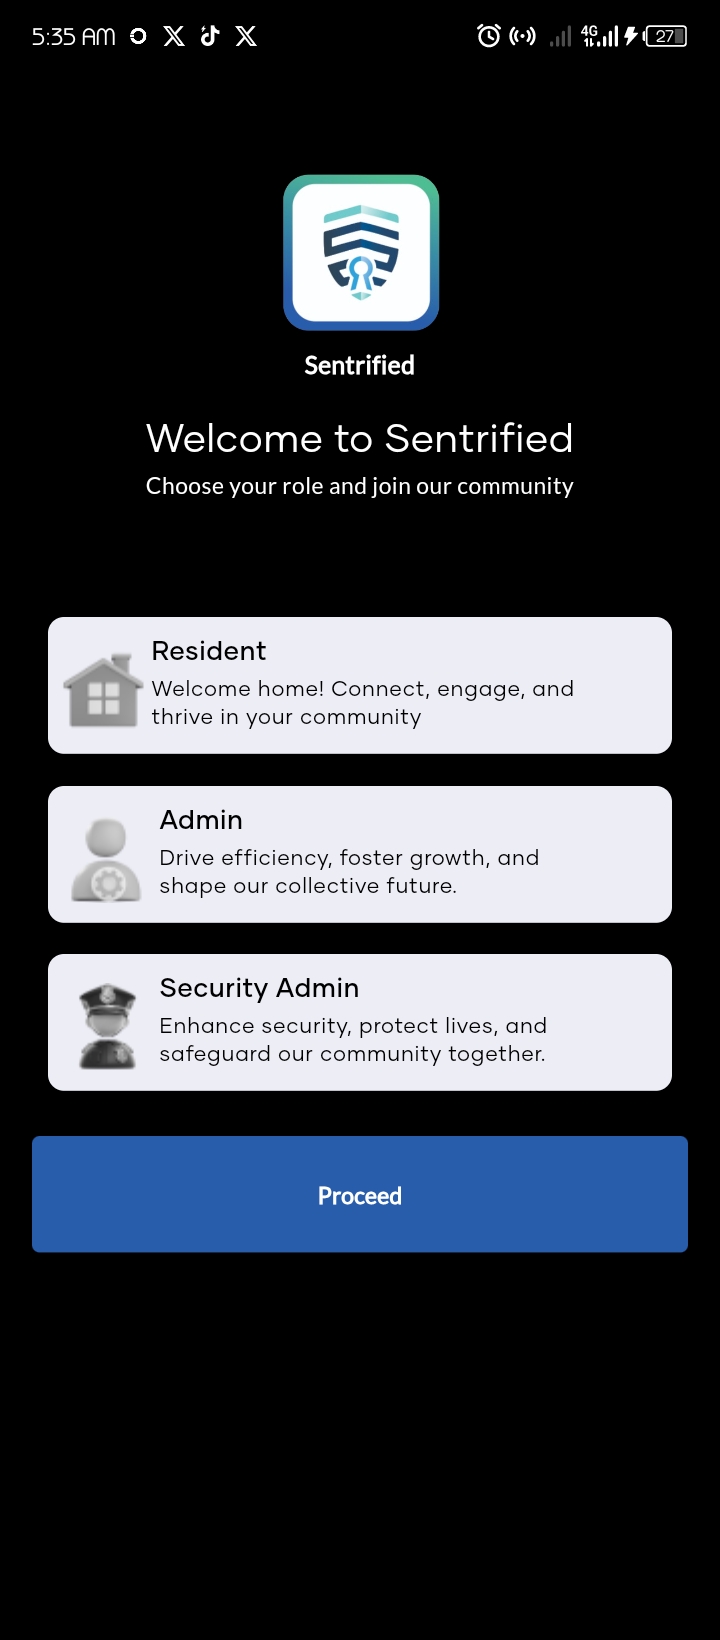 5:35 AM
4G
27
Sentrified
Welcome to Sentrified
Choose your role and join our community
Resident
Welcome home! Connect, engage, and
thrive in your community
Admin
Drive efficiency, foster growth, and
shape our collective future.
Security Admin
Enhance security, protect lives, and
safeguard our community together.
Proceed